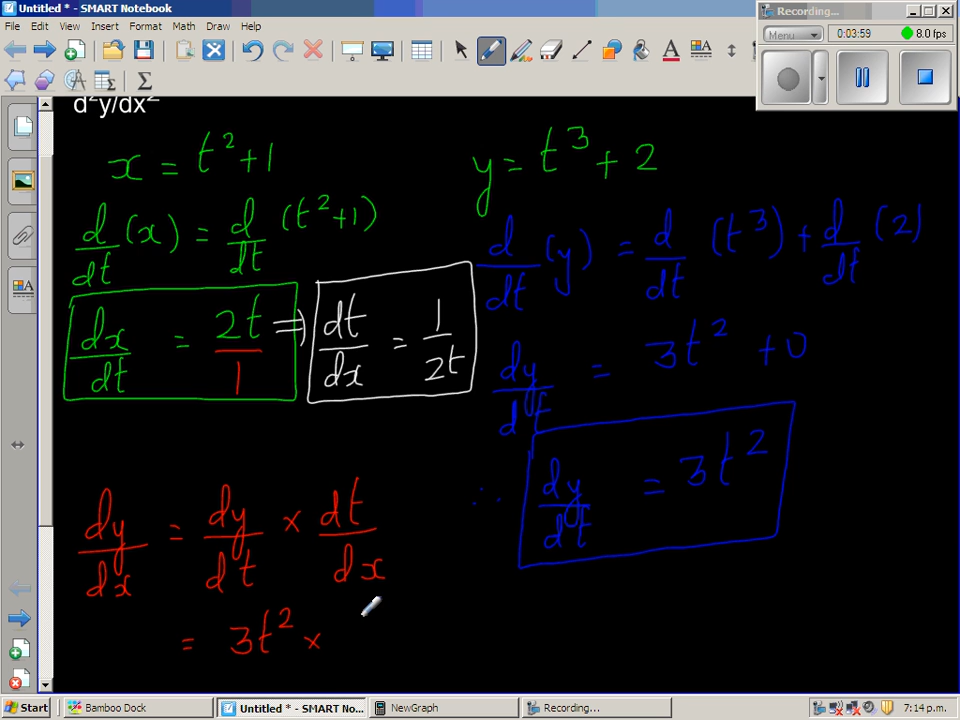 Untitled * - SMART Notebook
File Edit View Insert Format Math Draw Help
Recording...
Menu
0:03:59
8.0 fps
d²y/dx²
x = t² + 1
y = t³ + 2
d/dt (x) = d/dt (t² + 1)
d/dt (y) = d/dt (t³) + d/dt (2)
dx/dt = 2t/1 ⇒ dt/dx = 1/2t
dy/dt = 3t² + 0
∴ dy/dt = 3t²
dy/dx = dy/dt × dt/dx
= 3t² ×
Start
Bamboo Dock
Untitled * - SMART No...
NewGraph
Recording...
7:14 p.m.